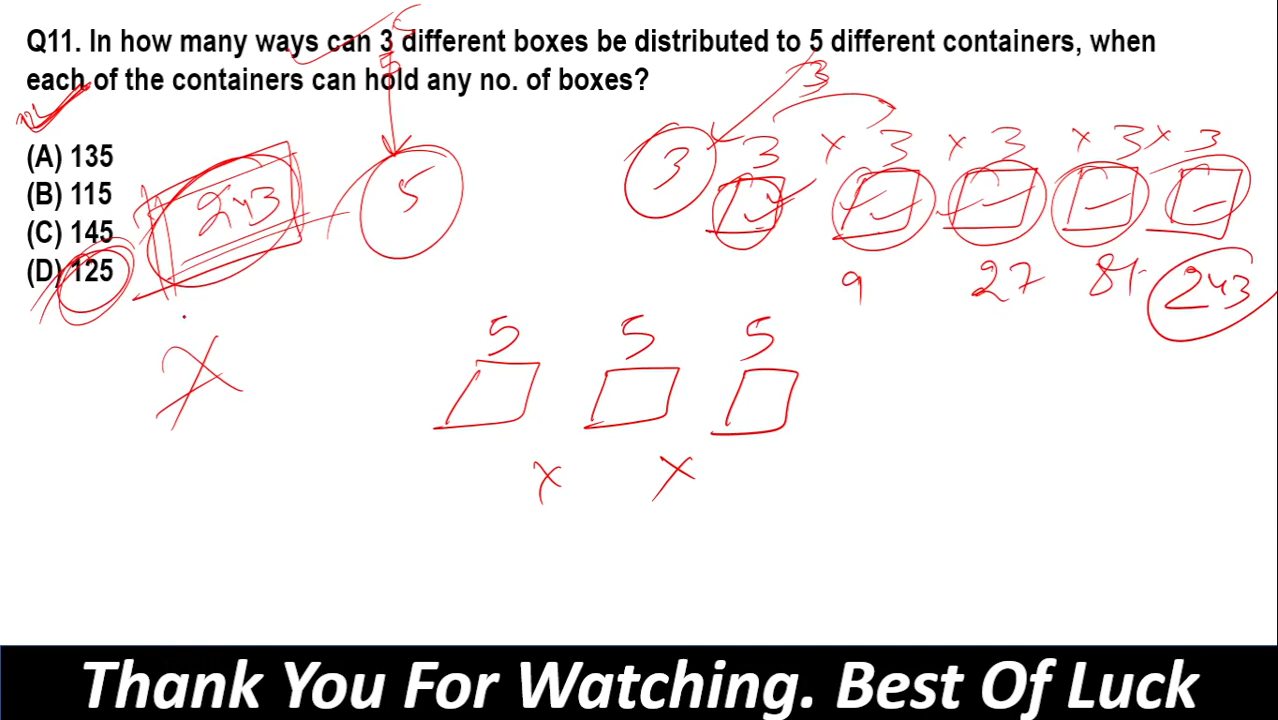 Q11. In how many ways can 3 different boxes be distributed to 5 different containers, when
each of the containers can hold any no. of boxes?
3
5
(A) 135
(B) 115
(C) 145
(D) 125
243
5
3
3 x 3 x 3 x 3 x 3
9 27 81 243
5 5 5
x x
Thank You For Watching. Best Of Luck